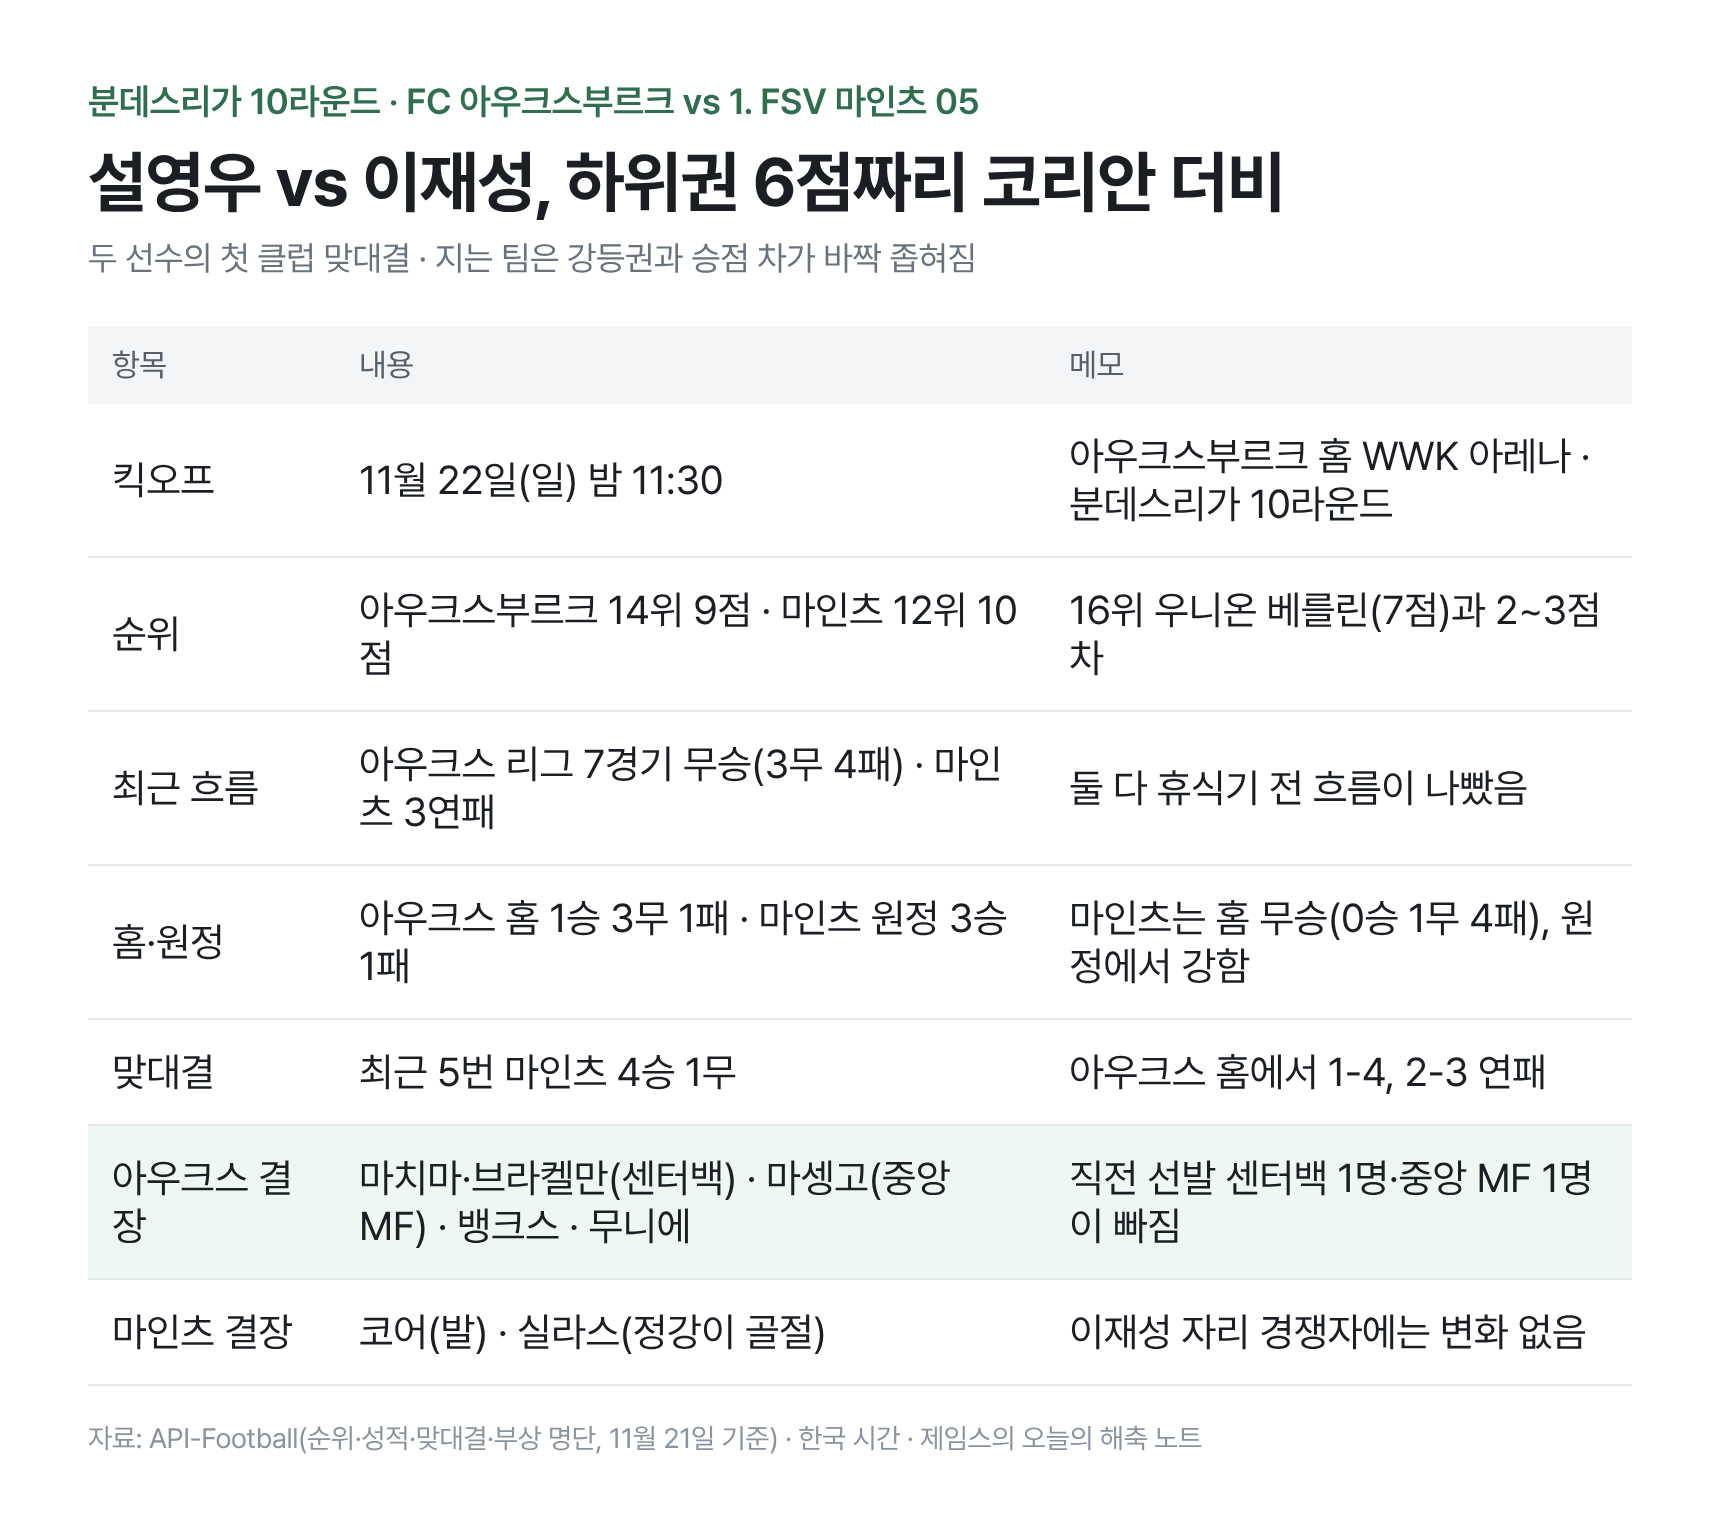 분데스리가 10라운드 · FC 아우크스부르크 vs 1. FSV 마인츠 05
설영우 vs 이재성, 하위권 6점짜리 코리안 더비
두 선수의 첫 클럽 맞대결 · 지는 팀은 강등권과 승점 차가 바짝 좁혀짐
항목 내용 메모
킥오프 11월 22일(일) 밤 11:30
아우크스부르크 홈 WWK 아레나 ·
분데스리가 10라운드
순위
아우크스부르크 14위 9점 · 마인츠 12위 10
점
16위 우니온 베를린(7점)과 2~3점
차
최근 흐름
아우크스 리그 7경기 무승(3무 4패) · 마인
츠 3연패
둘 다 휴식기 전 흐름이 나빴음
홈·원정
아우크스 홈 1승 3무 1패 · 마인츠 원정 3승
1패
마인츠는 홈 무승(0승 1무 4패), 원
정에서 강함
맞대결 최근 5번 마인츠 4승 1무 아우크스 홈에서 1-4, 2-3 연패
아우크스 결
장
마치마·브라켈만(센터백) · 마셍고(중앙
MF) · 뱅크스 · 무니에
직전 선발 센터백 1명·중앙 MF 1명
이 빠짐
마인츠 결장 코어(발) · 실라스(정강이 골절) 이재성 자리 경쟁자에는 변화 없음
자료: API-Football(순위·성적·맞대결·부상 명단, 11월 21일 기준) · 한국 시간 · 제임스의 오늘의 해축 노트